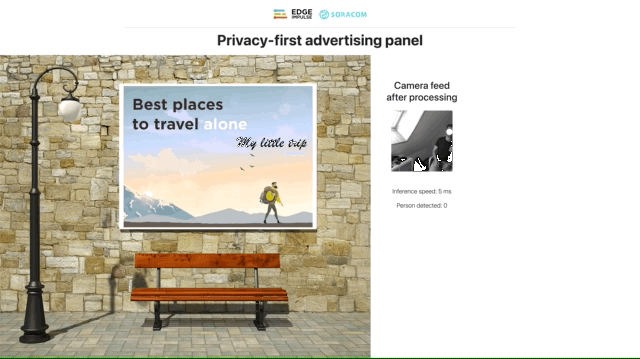 EDGE
IMPULSE
SORACOM
Privacy-first advertising panel
Best places
to travel alone
My little trip
Camera feed
after processing
Inference speed: 5 ms
Person detected: 0